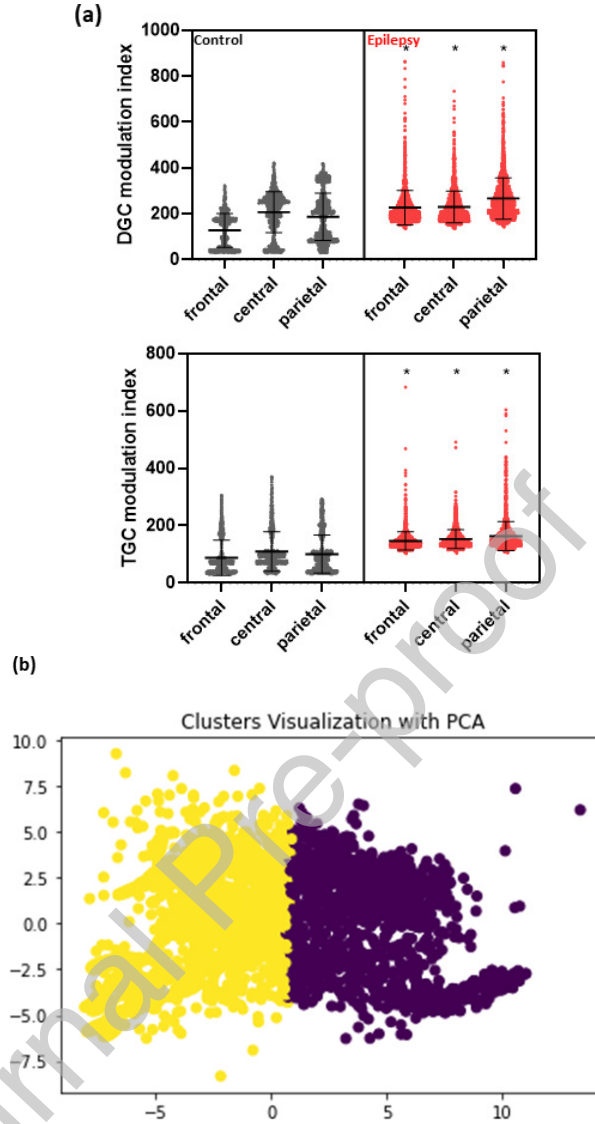 (a)
DGC modulation index
1000
800
600
400
200
0
Control
Epilepsy
* * *
frontal central parietal frontal central parietal
TGC modulation index
800
600
400
200
0
* * *
frontal central parietal frontal central parietal
(b)
Clusters Visualization with PCA
10.0
7.5
5.0
2.5
0.0
−2.5
−5.0
−7.5
−5 0 5 10
urnal Pre-proof